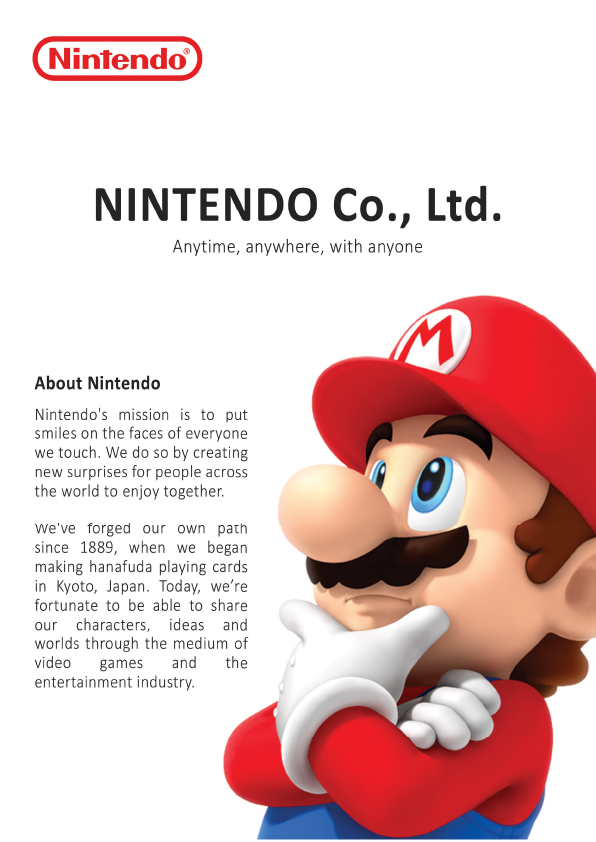 Nintendo®
NINTENDO Co., Ltd.
Anytime, anywhere, with anyone
About Nintendo
Nintendo's mission is to put
smiles on the faces of everyone
we touch. We do so by creating
new surprises for people across
the world to enjoy together.
We've forged our own path
since 1889, when we began
making hanafuda playing cards
in Kyoto, Japan. Today, we’re
fortunate to be able to share
our characters, ideas and
worlds through the medium of
video games and the
entertainment industry.
M